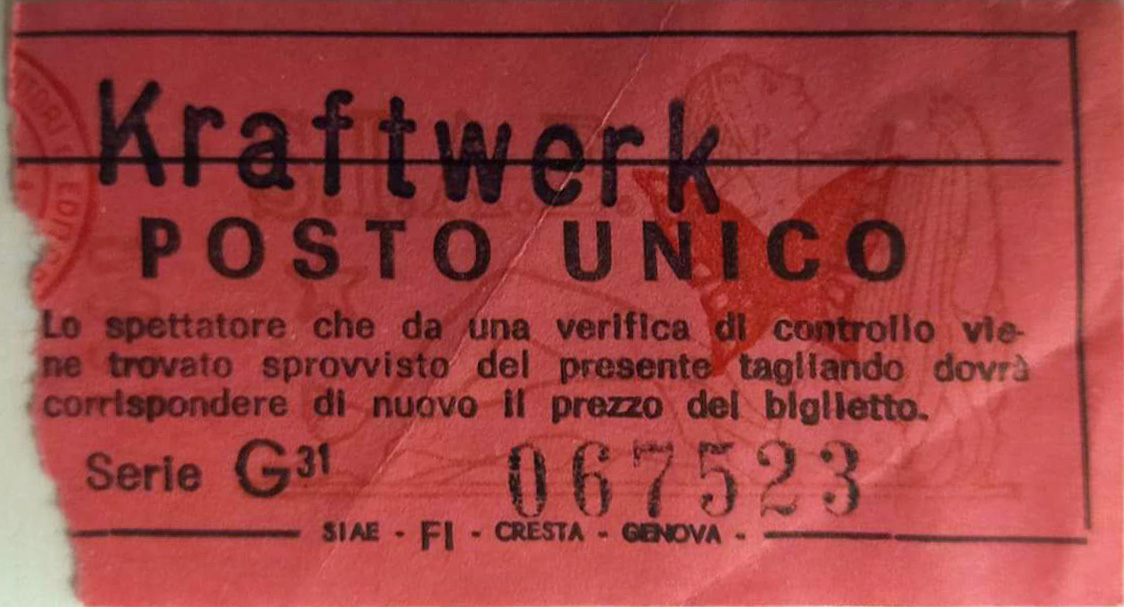 Kraftwerk
POSTO UNICO
Lo spettatore che da una verifica di controllo vie-
ne trovato sprovvisto del presente tagliando dovrà
corrispondere di nuovo il prezzo del biglietto.
Serie G31 067523
SIAE - FI - CRESTA - GENOVA -